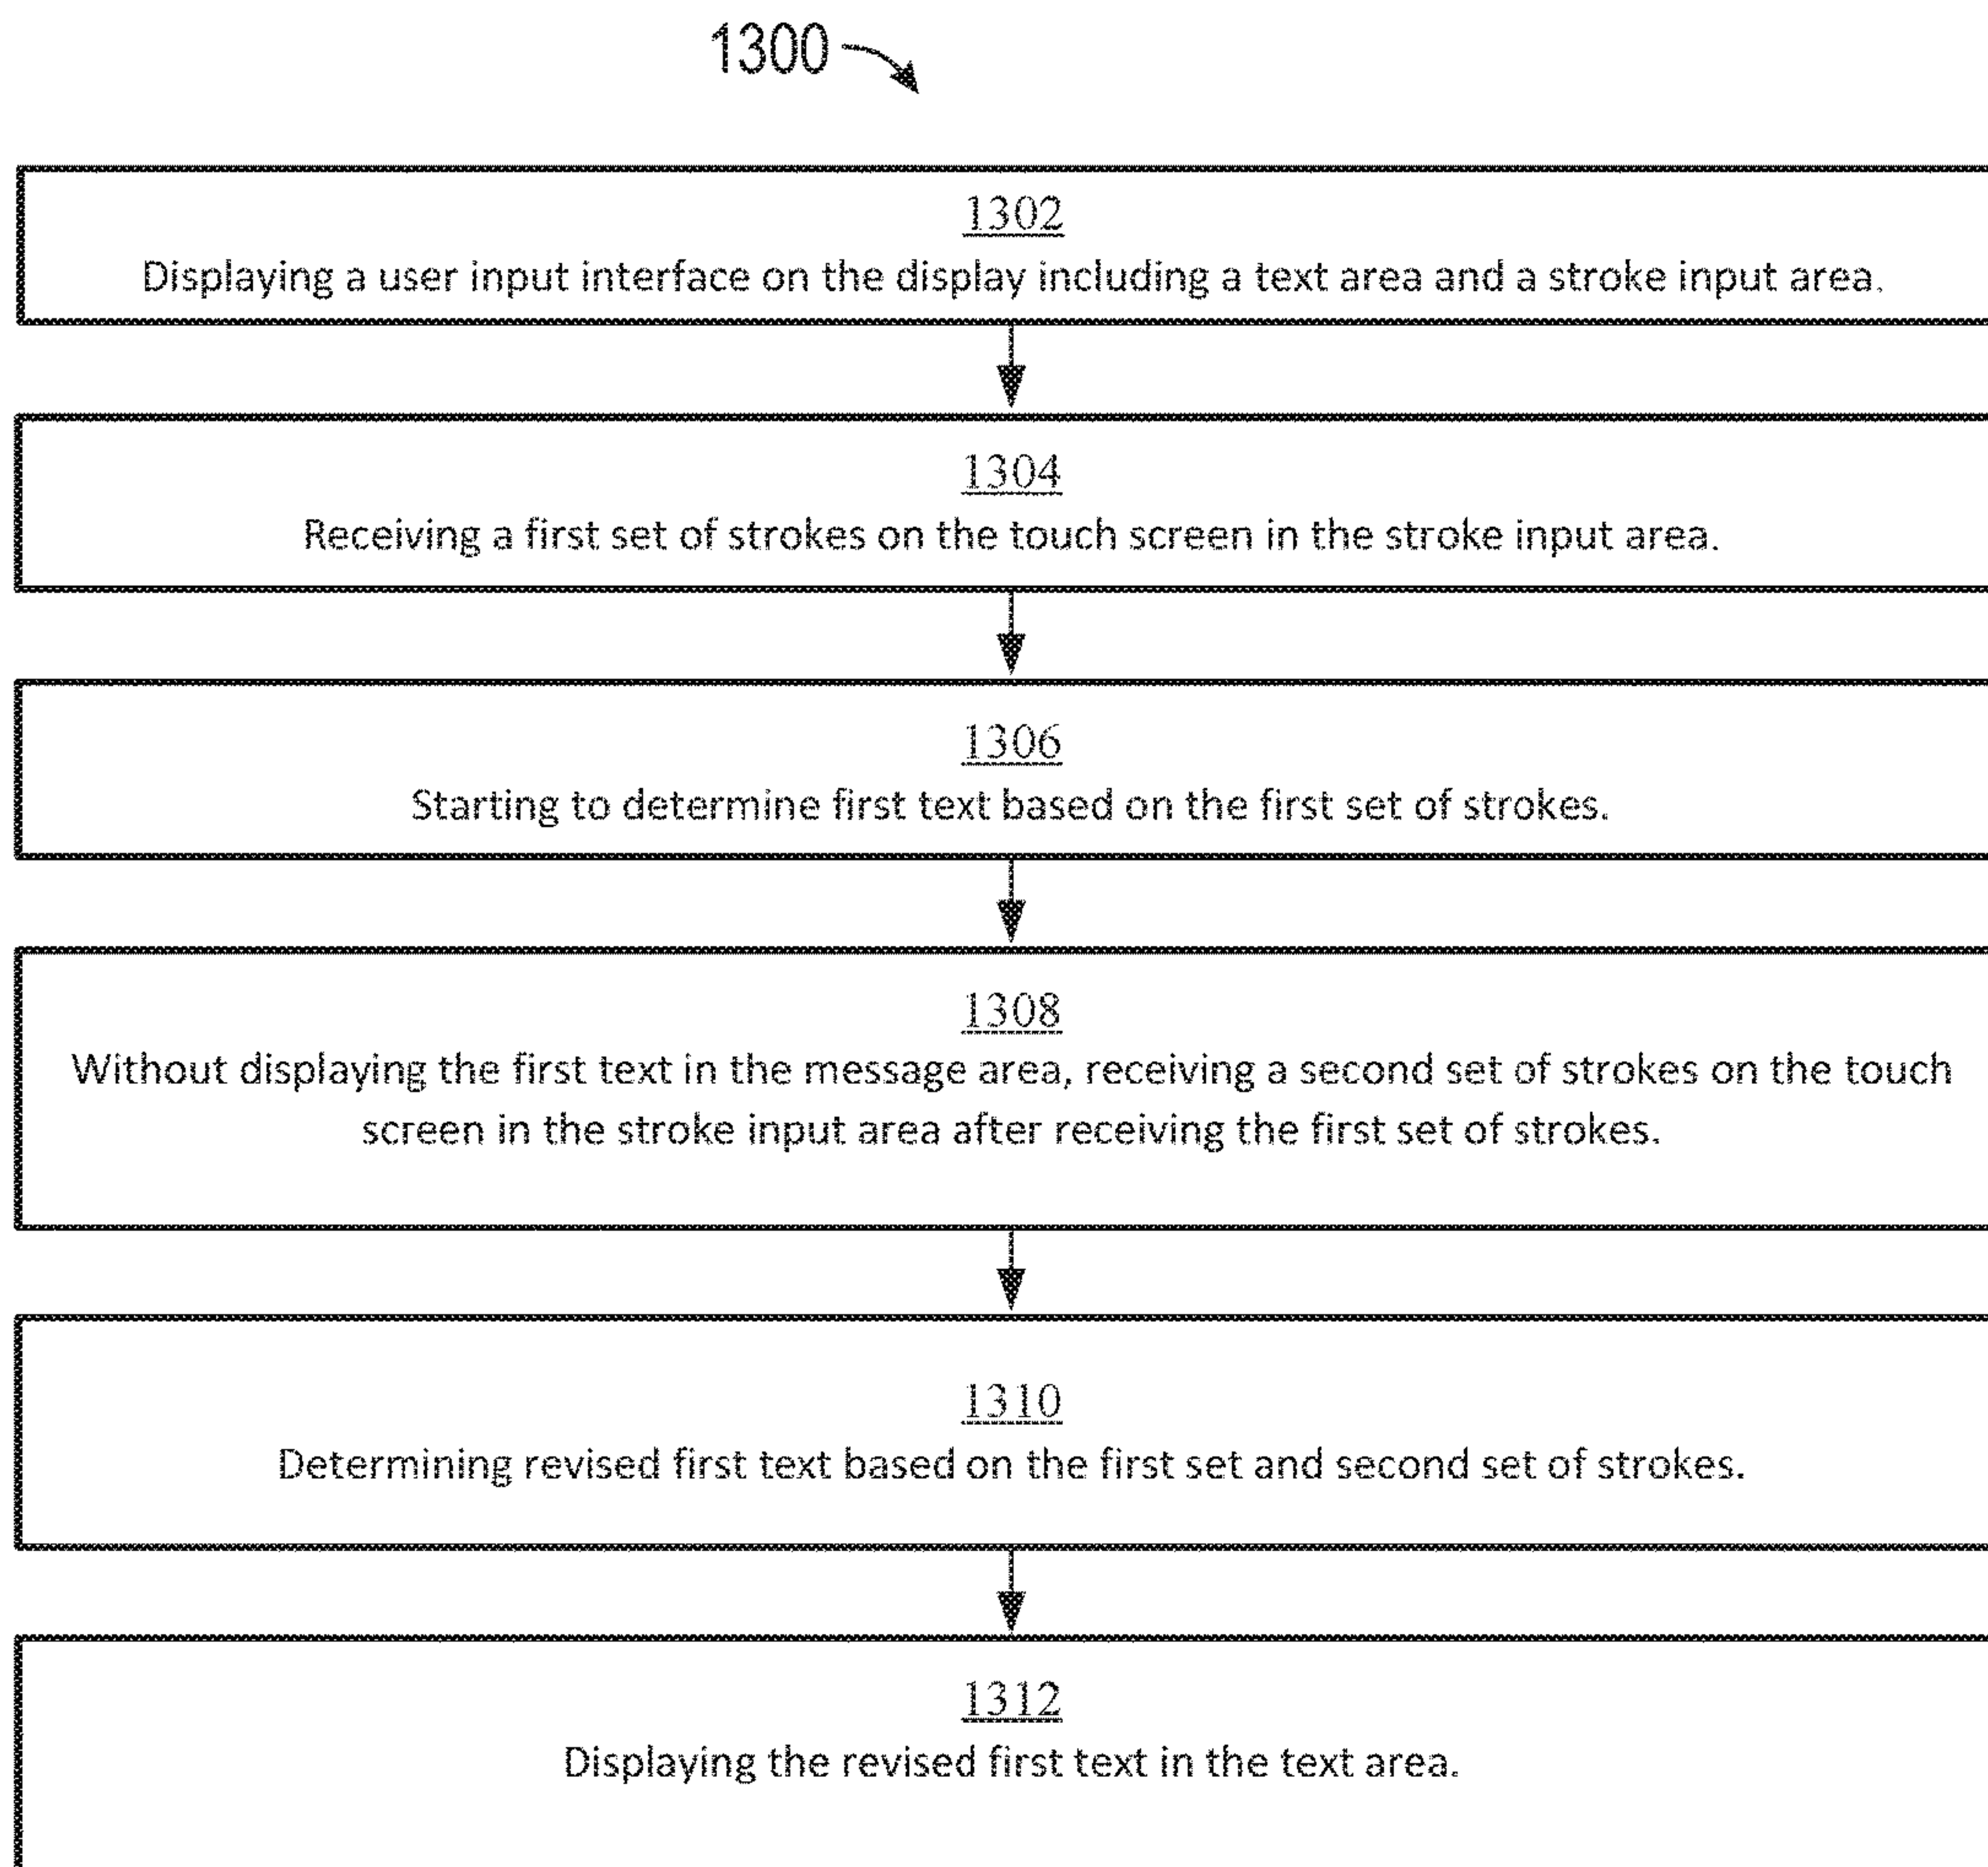 1300
1302
Displaying a user input interface on the display including a text area and a stroke input area.
1304
Receiving a first set of strokes on the touch screen in the stroke input area.
1306
Starting to determine first text based on the first set of strokes.
1308
Without displaying the first text in the message area, receiving a second set of strokes on the touch
screen in the stroke input area after receiving the first set of strokes.
1310
Determining revised first text based on the first set and second set of strokes.
1312
Displaying the revised first text in the text area.